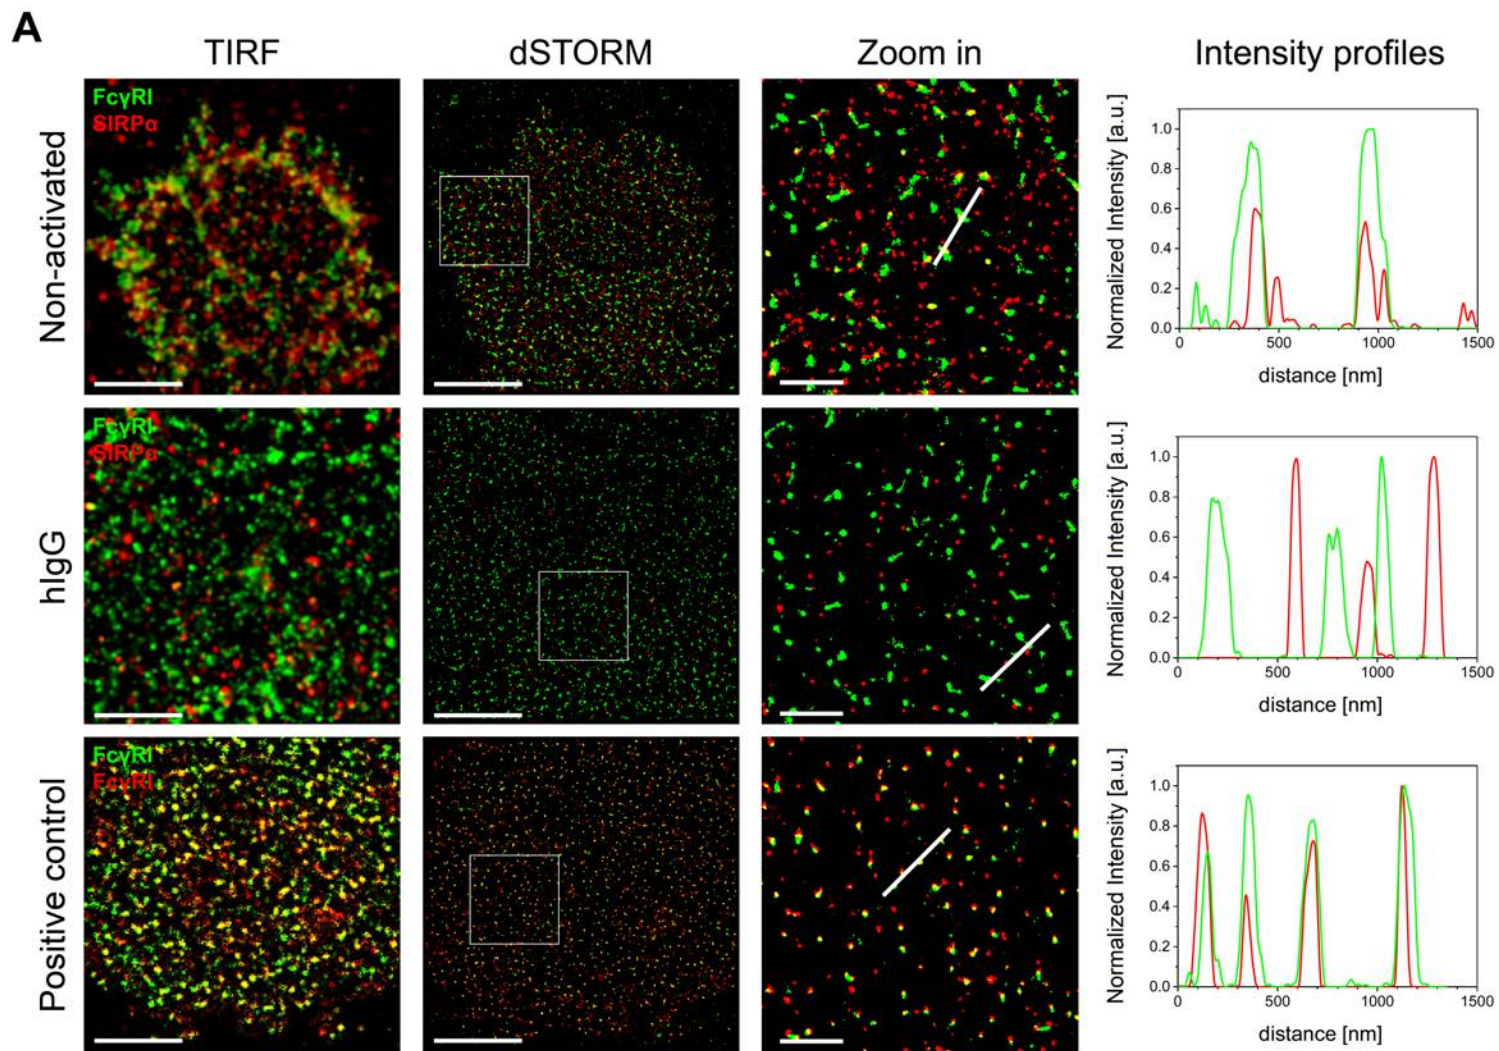 A
TIRF
dSTORM
Zoom in
Intensity profiles
Non-activated
FcγRI
SIRPα
Normalized Intensity [a.u.]
1.0
0.8
0.6
0.4
0.2
0.0
0
500
1000
1500
distance [nm]
hIgG
FcγRI
SIRPα
Normalized Intensity [a.u.]
1.0
0.8
0.6
0.4
0.2
0.0
0
500
1000
1500
distance [nm]
Positive control
FcγRI
FcγRI
Normalized Intensity [a.u.]
1.0
0.8
0.6
0.4
0.2
0.0
0
500
1000
1500
distance [nm]